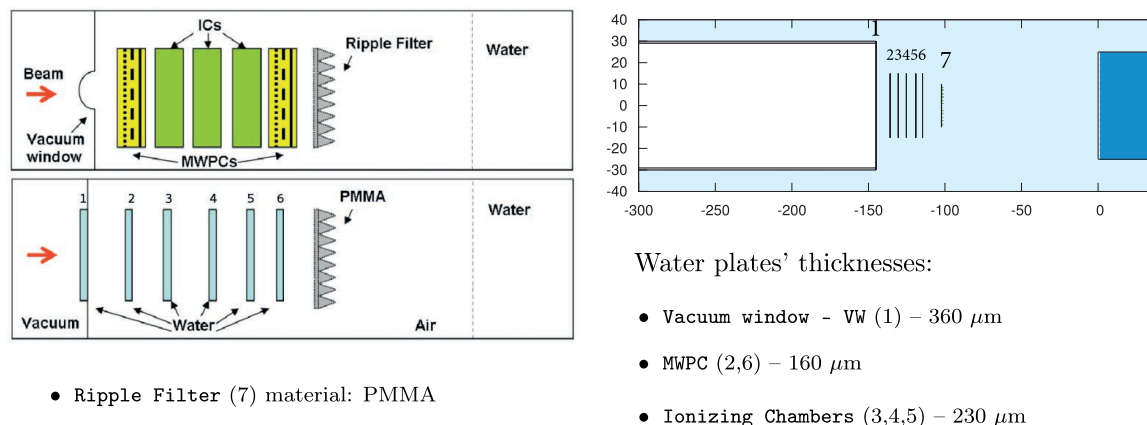 ICs
Ripple Filter
Water
Beam
Vacuum
window
MWPCs
1 2 3 4 5 6
PMMA
Water
Vacuum
Water
Air
• Ripple Filter (7) material: PMMA
40
30
20
10
0
-10
-20
-30
-40
1
23456
7
-300 -250 -200 -150 -100 -50 0
Water plates' thicknesses:
• Vacuum window - VW (1) – 360 μm
• MWPC (2,6) – 160 μm
• Ionizing Chambers (3,4,5) – 230 μm